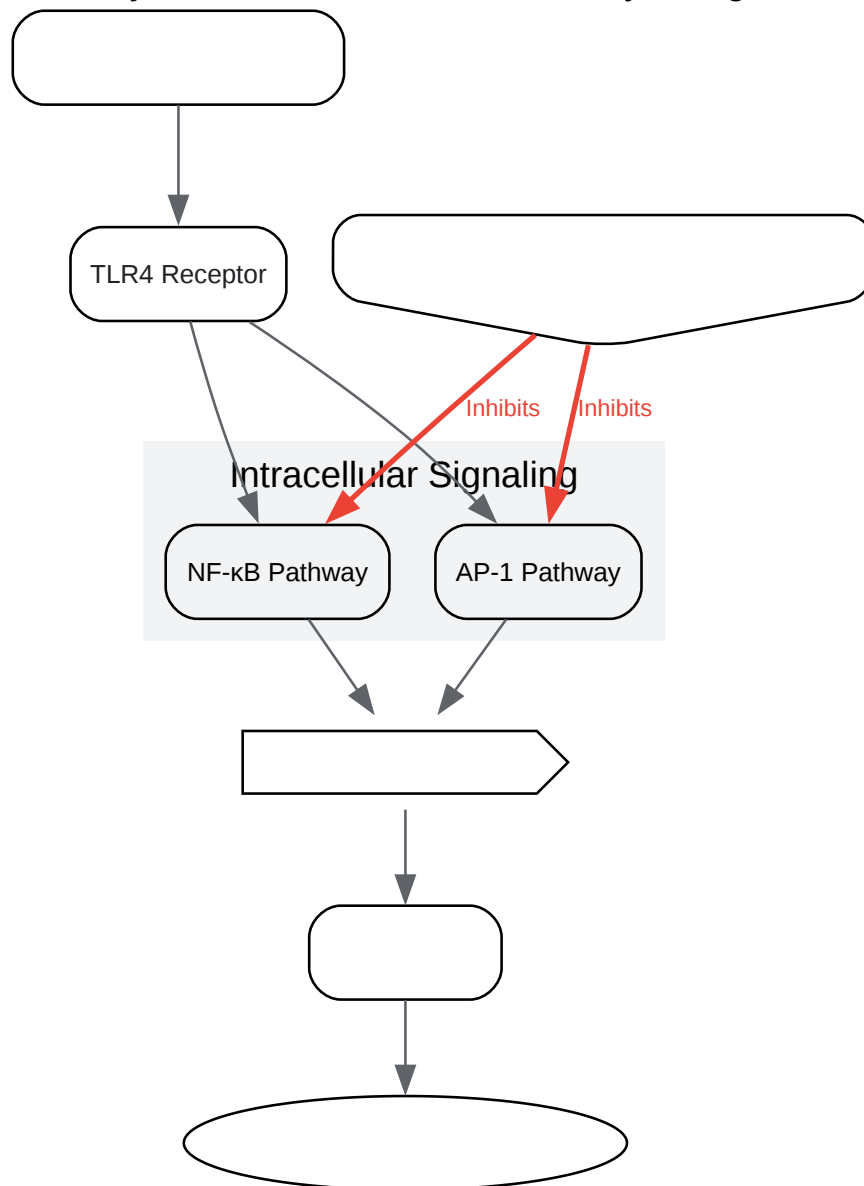 TLR4 Receptor
Inhibits
Inhibits
Intracellular Signaling
NF-κB Pathway
AP-1 Pathway